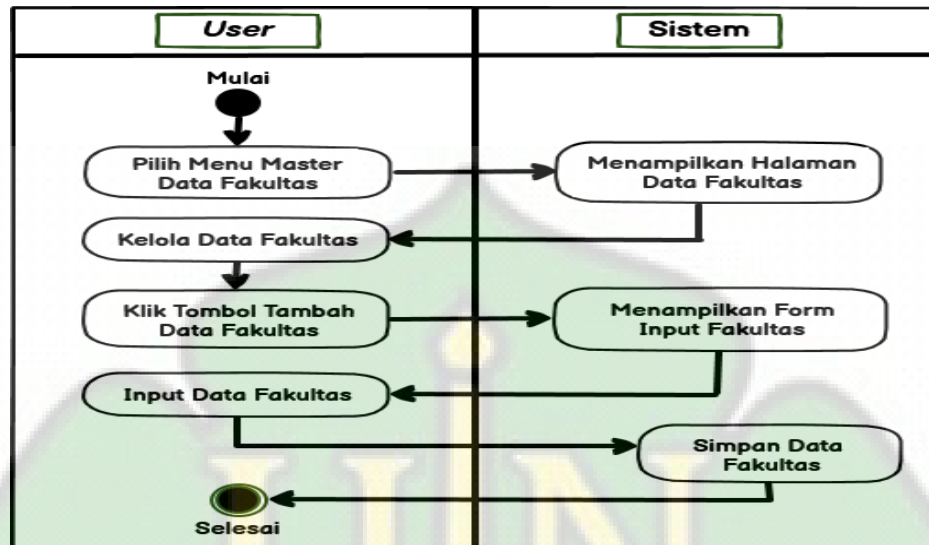 User
Sistem
Mulai
Pilih Menu Master
Data Fakultas
Menampilkan Halaman
Data Fakultas
Kelola Data Fakultas
Klik Tombol Tambah
Data Fakultas
Menampilkan Form
Input Fakultas
Input Data Fakultas
Simpan Data
Fakultas
Selesai
UIN